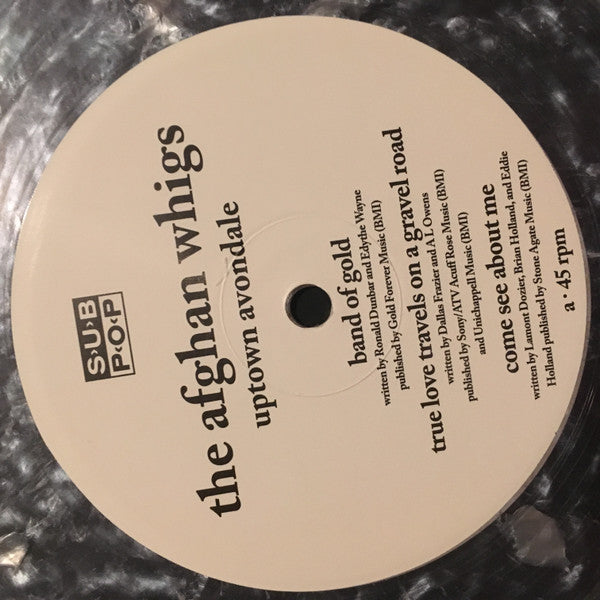 S·U·B
P·O·P
the afghan whigs
uptown avondale
band of gold
written by Ronald Dunbar and Edythe Wayne
published by Gold Forever Music (BMI)
true love travels on a gravel road
written by Dallas Frazier and A L Owens
published by Sony/ATV Acuff Rose Music (BMI)
and Unichappell Music (BMI)
come see about me
written by Lamont Dozier, Brian Holland, and Eddie
Holland published by Stone Agate Music (BMI)
a · 45 rpm